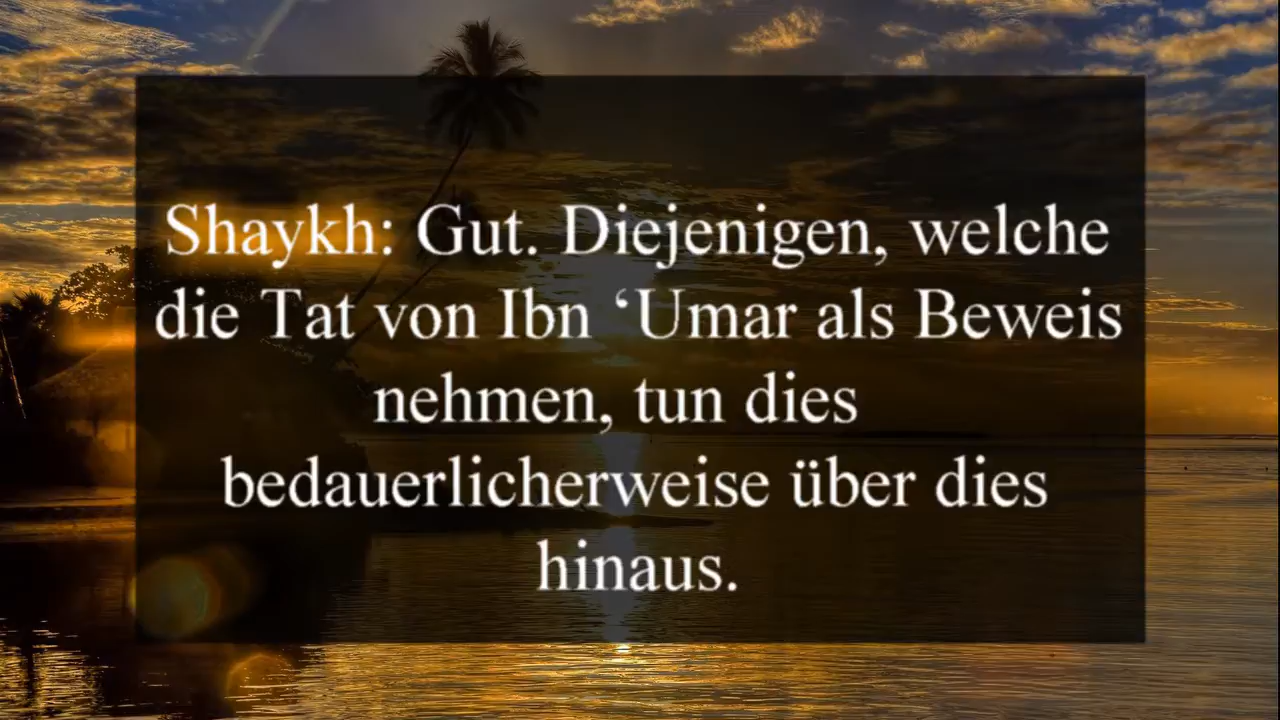 Shaykh: Gut. Diejenigen, welche
die Tat von Ibn ‘Umar als Beweis
nehmen, tun dies
bedauerlicherweise über dies
hinaus.